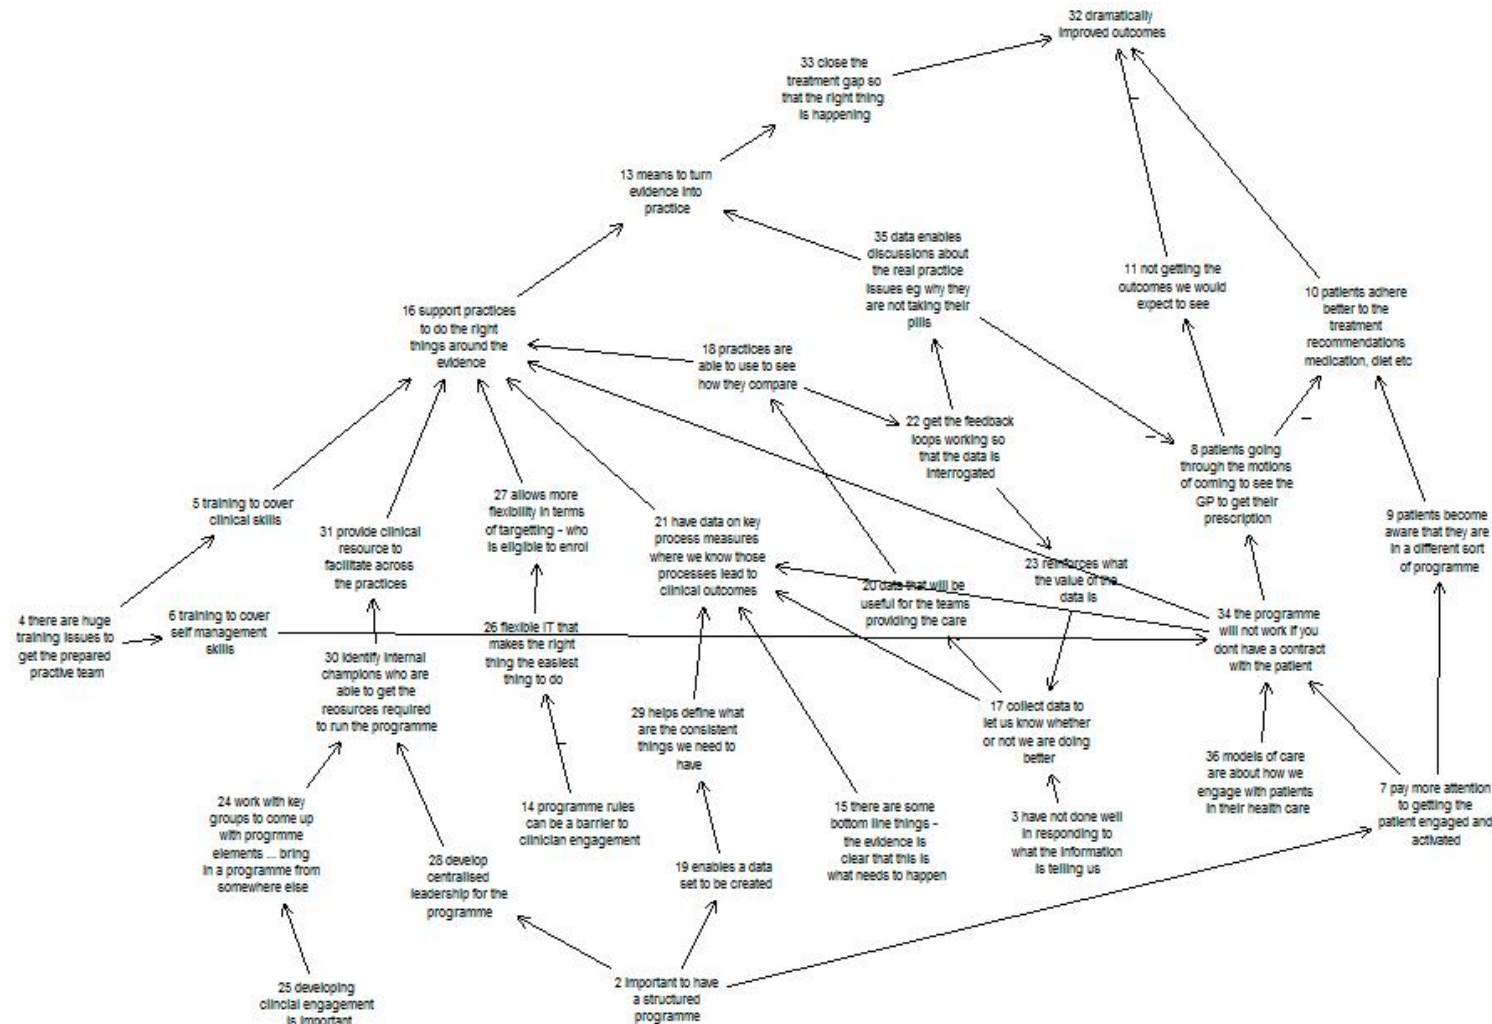 32 dramatically
improved outcomes
33 close the
treatment gap so
that the right thing
is happening
13 means to turn
evidence into
practice
35 data enables
discussions about
the real practice
issues eg why they
are not taking their
pills
11 not getting the
outcomes we would
expect to see
10 patients adhere
better to the
treatment
recommendations
medication, diet etc
16 support practices
to do the right
things around the
evidence
18 practices are
able to use to see
how they compare
22 get the feedback
loops working so
that the data is
interrogated
8 patients going
through the motions
of coming to see the
GP to get their
prescription
5 training to cover
clinical skills
31 provide clinical
resource to
facilitate across
the practices
27 allows more
flexibility in terms
of targetting - who
is eligible to enrol
21 have data on key
process measures
where we know those
processes lead to
clinical outcomes
9 patients become
aware that they are
in a different sort
of programme
23 reinforces what
the value of the
data is
20 data that will be
useful for the teams
providing the care
4 there are huge
training issues to
get the prepared
practive team
6 training to cover
self management
skills
26 flexible IT that
makes the right
thing the easiest
thing to do
34 the programme
will not work if you
dont have a contract
with the patient
30 identify internal
champions who are
able to get the
reosurces required
to run the programme
29 helps define what
are the consistent
things we need to
have
17 collect data to
let us know whether
or not we are doing
better
36 models of care
are about how we
engage with patients
in their health care
7 pay more attention
to getting the
patient engaged and
activated
24 work with key
groups to come up
with progrmme
elements ... bring
in a programme from
somewhere else
28 develop
centralised
leadership for the
programme
14 programme rules
can be a barrier to
clinician engagement
19 enables a data
set to be created
15 there are some
bottom line things -
the evidence is
clear that this is
what needs to happen
3 have not done well
in responding to
what the information
is telling us
25 developing
clincial engagement
is important
2 important to have
a structured
programme